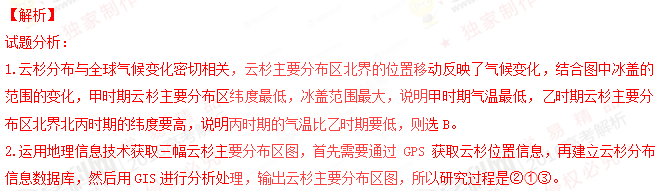 【解析】
试题分析：
1.云杉分布与全球气候变化密切相关，云杉主要分布区北界的位置移动反映了气候变化，结合图中冰盖的
范围的变化，甲时期云杉主要分布区纬度最低，冰盖范围最大，说明甲时期气温最低，乙时期云杉主要分
布区北界北丙时期的纬度要高，说明丙时期的气温比乙时期要低，则选 B。
2.运用地理信息技术获取三幅云杉主要分布区图，首先需要通过 GPS 获取云杉位置信息，再建立云杉分布
信息数据库，然后用GIS 进行分析处理，输出云杉主要分布区图，所以研究过程是②①③。